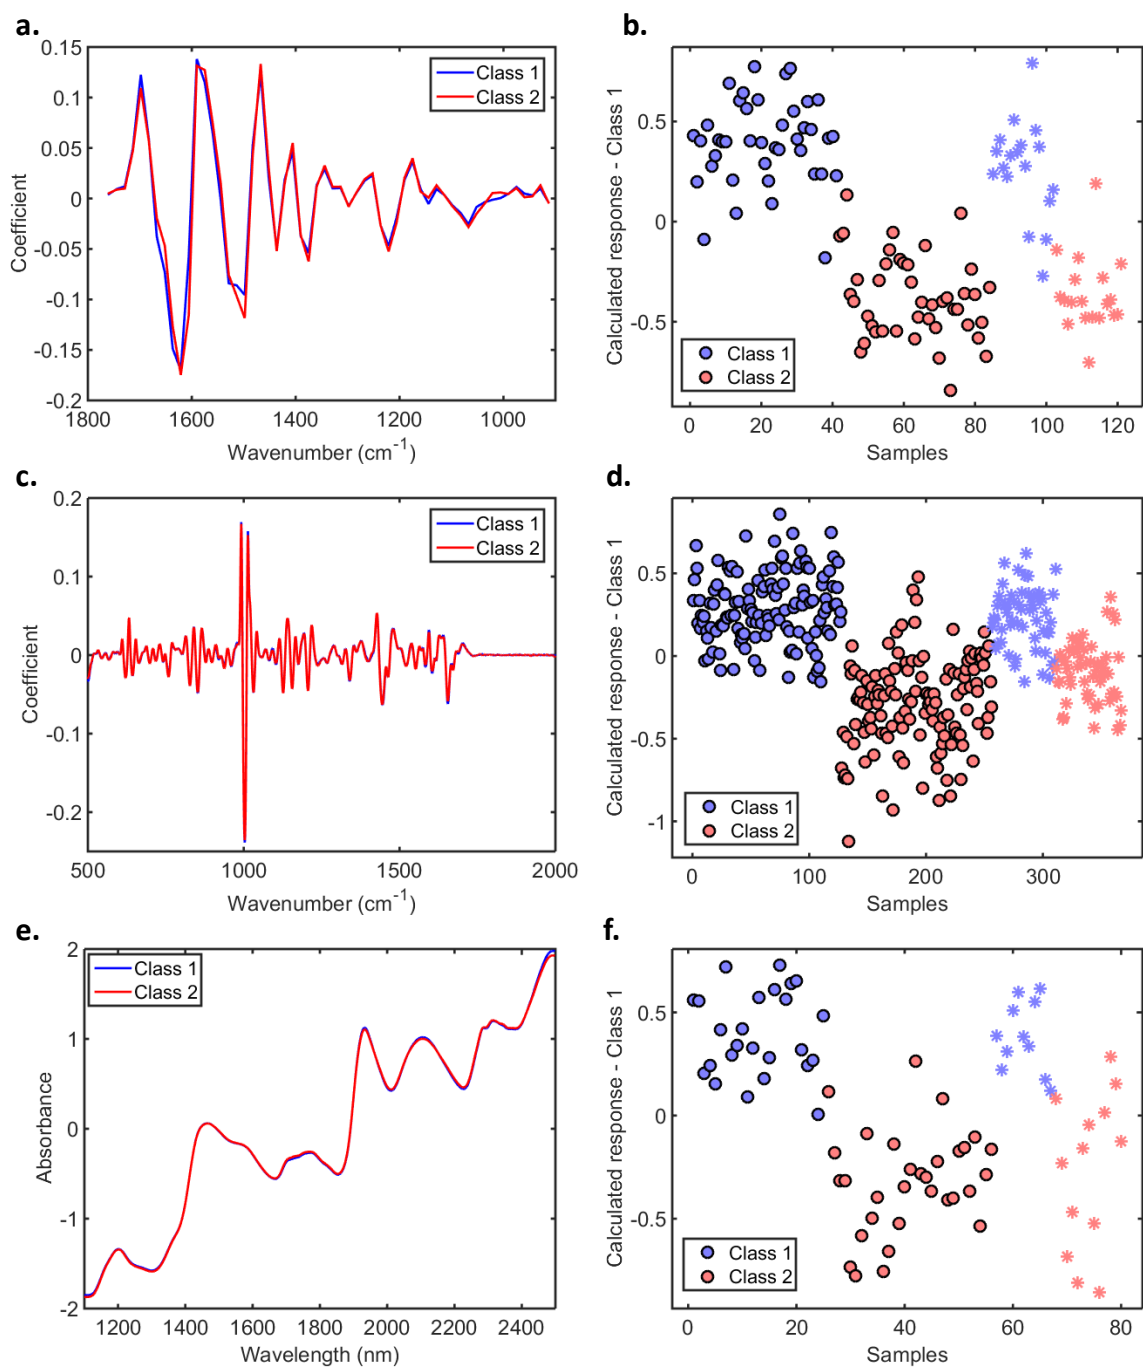 a.
0.15
0.1
0.05
0
-0.05
-0.1
-0.15
-0.2
1800 1600 1400 1200 1000
Coefficient
Wavenumber (cm-1)
Class 1
Class 2
b.
0.5
0
-0.5
0 20 40 60 80 100 120
Calculated response - Class 1
Samples
Class 1
Class 2
c.
0.2
0.1
0
-0.1
-0.2
500 1000 1500 2000
Coefficient
Wavenumber (cm-1)
Class 1
Class 2
d.
0.5
0
-0.5
-1
0 100 200 300
Calculated response - Class 1
Samples
Class 1
Class 2
e.
2
1
0
-1
-2
1200 1400 1600 1800 2000 2200 2400
Absorbance
Wavelength (nm)
Class 1
Class 2
f.
0.5
0
-0.5
0 20 40 60 80
Calculated response - Class 1
Samples
Class 1
Class 2